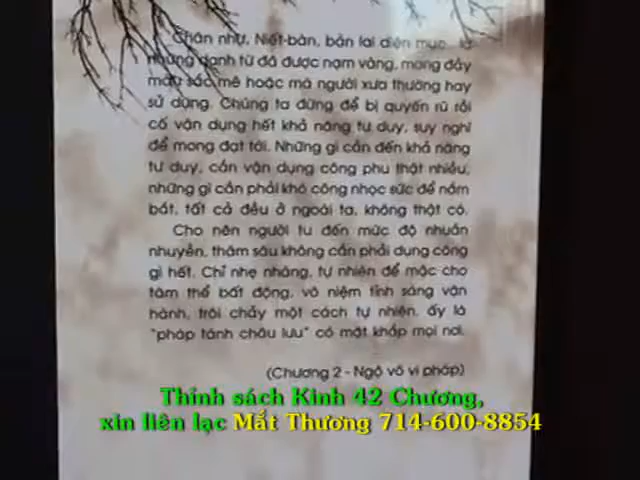 Chân như, Niết-bàn, bản lai diện mục... là
những danh từ đã được nạm vàng, mang đầy
màu sắc mê hoặc mà người xưa thường hay
sử dụng. Chúng ta đừng để bị quyến rũ rồi
cố vận dụng hết khả năng tư duy, suy nghĩ
để mong đạt tới. Những gì cần đến khả năng
tư duy, cần vận dụng công phu thật nhiều,
những gì cần phải khó công nhọc sức để nắm
bắt, tất cả đều ở ngoài ta, không thật có.
Cho nên người tu đến mức độ nhuần
nhuyễn, thâm sâu không cần phải dụng công
gì hết. Chỉ nhẹ nhàng, tự nhiên để mặc cho
tâm thể bất động, vô niệm tỉnh sáng vận
hành, trôi chảy một cách tự nhiên, ấy là
"pháp tánh châu lưu" có mặt khắp mọi nơi.
(Chương 2 - Ngộ vô vi pháp)
Thỉnh sách Kinh 42 Chương,
xin liên lạc Mắt Thương 714-600-8854